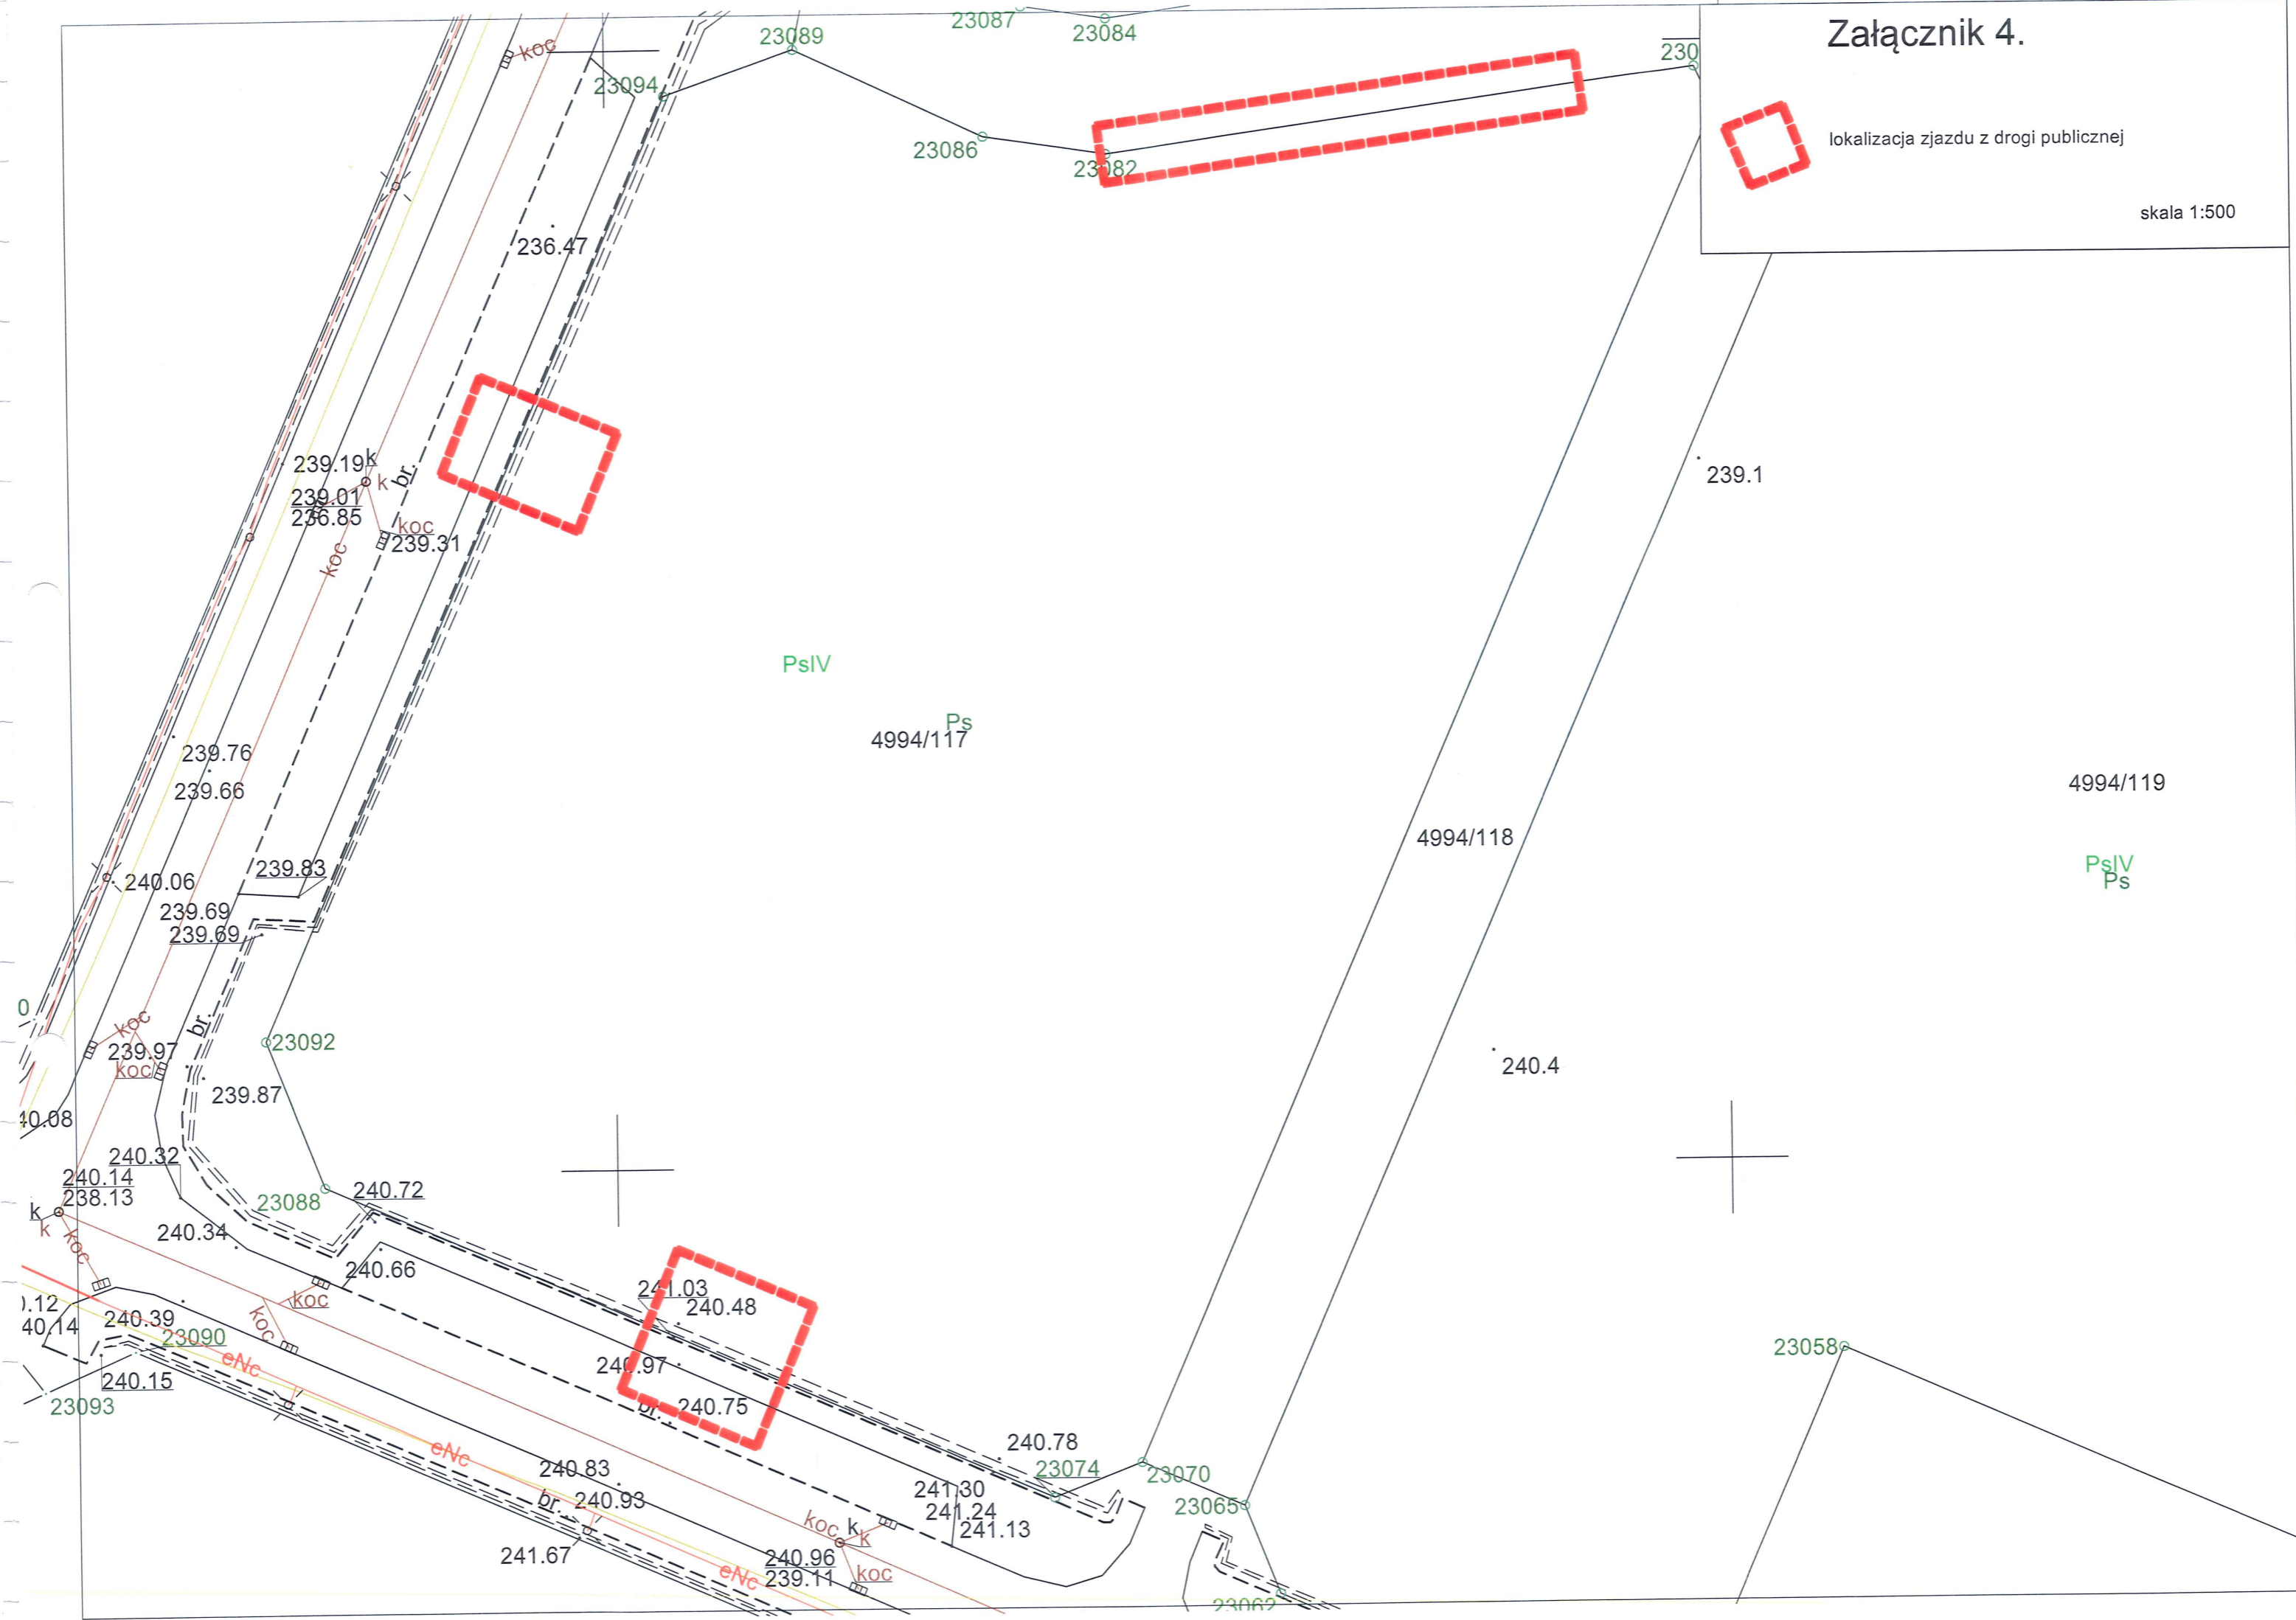 Załącznik 4.
lokalizacja zjazdu z drogi publicznej
skala 1:500
23087
23084
23089
koc
23094
23086
23082
236.47
239.19
k
k
br.
239.01
236.85
koc
239.31
koc
239.1
PsIV
Ps
4994/117
239.76
239.66
4994/119
4994/118
PsIV
Ps
239.83
240.06
239.69
239.69
br.
koc
239.97
koc
23092
240.4
239.87
240.32
240.14
238.13
k
k
koc
23088
240.72
240.34
240.66
241.03
240.48
koc
koc
240.39
23090
eNc
240.15
23093
240.97
br.
240.75
23058
eNc
240.78
23074
23070
23065
240.83
br.
240.93
241.30
241.24
241.13
koc
k
k
241.67
240.96
239.11
koc
eNc
23062